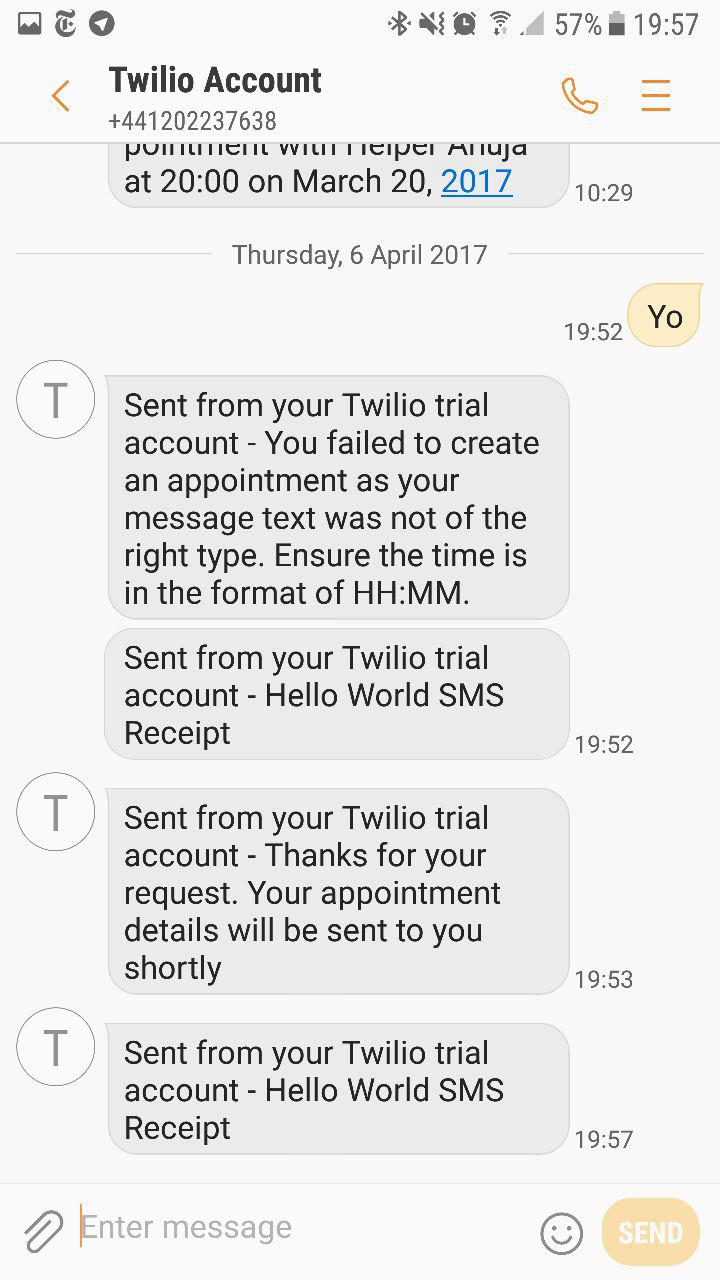 57% 19:57
Twilio Account
+441202237638
pointment with Helper Anuja
at 20:00 on March 20, 2017
10:29
Thursday, 6 April 2017
Yo
19:52
T
Sent from your Twilio trial
account - You failed to create
an appointment as your
message text was not of the
right type. Ensure the time is
in the format of HH:MM.
Sent from your Twilio trial
account - Hello World SMS
Receipt
19:52
T
Sent from your Twilio trial
account - Thanks for your
request. Your appointment
details will be sent to you
shortly
19:53
T
Sent from your Twilio trial
account - Hello World SMS
Receipt
19:57
Enter message
SEND